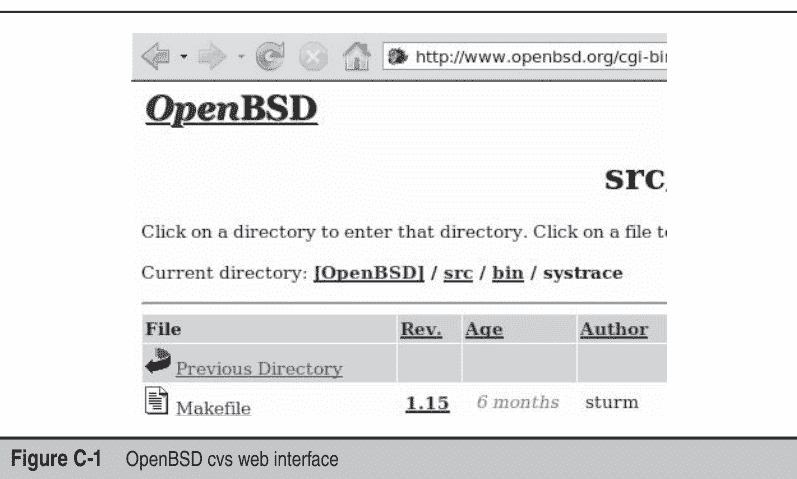 http://www.openbsd.org/cgi-bi
OpenBSD
src
Click on a directory to enter that directory. Click on a file t
Current directory: [OpenBSD] / src / bin / systrace
File Rev. Age Author
Previous Directory
Makefile 1.15 6 months sturm
Figure C-1 OpenBSD cvs web interface